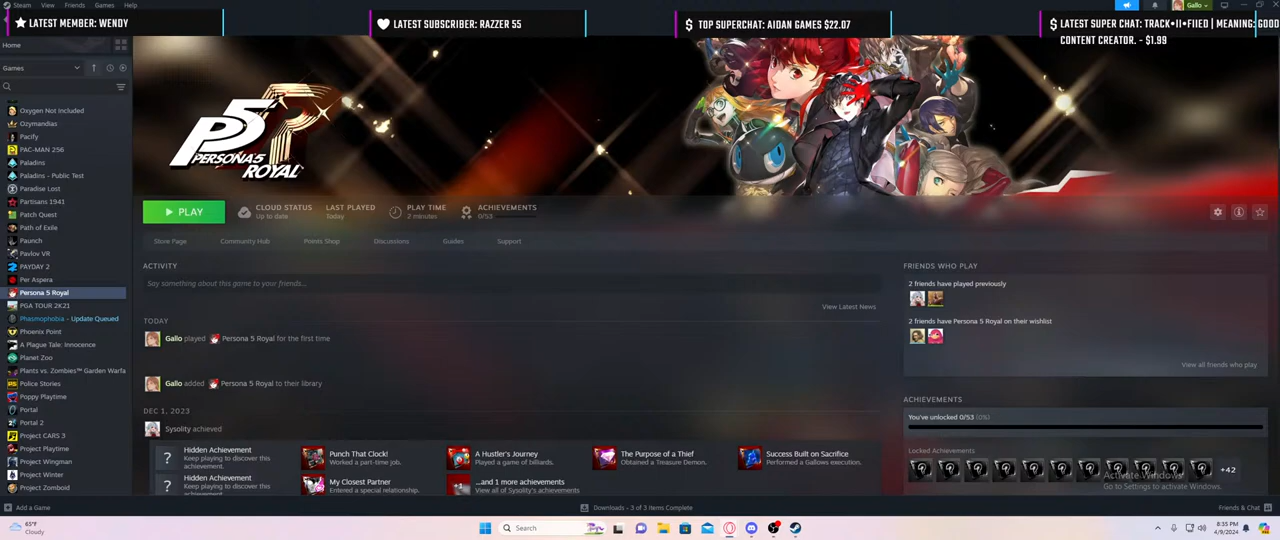 Steam View Friends Games Help
Gallo
LATEST MEMBER: WENDY
LATEST SUBSCRIBER: RAZZER 55
TOP SUPERCHAT: AIDAN GAMES $22.07
LATEST SUPER CHAT: TRACK•II•FIIED | MEANING: GOOD
CONTENT CREATOR. - $1.99
Home
Games
Oxygen Not Included
Ozymandias
Pacify
PAC-MAN 256
Paladins
Paladins - Public Test
Paradise Lost
Partisans 1941
Patch Quest
Path of Exile
Paunch
Pavlov VR
PAYDAY 2
Per Aspera
Persona 5 Royal
PGA TOUR 2K21
Phasmophobia - Update Queued
Phoenix Point
A Plague Tale: Innocence
Planet Zoo
Plants vs. Zombies™ Garden Warfa
Police Stories
Poppy Playtime
Portal
Portal 2
Project CARS 3
Project Playtime
Project Wingman
Project Winter
Project Zomboid
P5R
PERSONA5
ROYAL
PLAY
CLOUD STATUS
Up to date
LAST PLAYED
Today
PLAY TIME
2 minutes
ACHIEVEMENTS
0/53
Store Page
Community Hub
Points Shop
Discussions
Guides
Support
ACTIVITY
Say something about this game to your friends...
View Latest News
TODAY
Gallo played Persona 5 Royal for the first time
Gallo added Persona 5 Royal to their library
DEC 1, 2023
Sysolity achieved
Hidden Achievement
Keep playing to discover this
achievement.
Punch That Clock!
Worked a part-time job.
A Hustler's Journey
Played a game of billiards.
The Purpose of a Thief
Obtained a Treasure Demon.
Success Built on Sacrifice
Performed a Gallows execution.
Hidden Achievement
Keep playing to discover this
My Closest Partner
Entered a special relationship.
...and 1 more achievements
View all of Sysolity's achievements
FRIENDS WHO PLAY
2 friends have played previously
2 friends have Persona 5 Royal on their wishlist
View all friends who play
ACHIEVEMENTS
You've unlocked 0/53 (0%)
Locked Achievements
+42
Activate Windows
Go to Settings to activate Windows.
Add a Game
Downloads - 3 of 3 Items Complete
Friends & Chat
65°F
Cloudy
Search
8:35 PM
4/9/2024